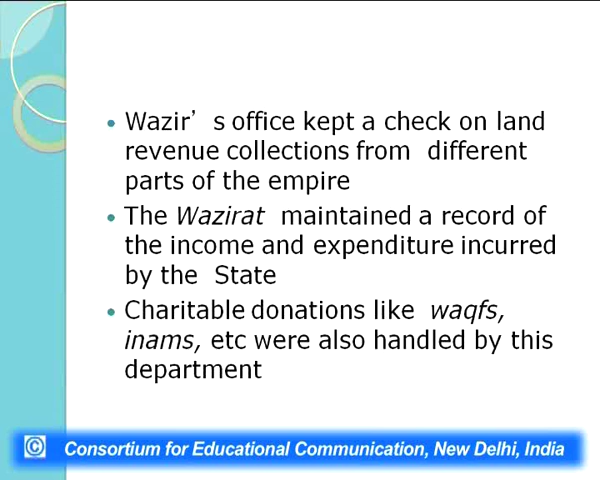 • Wazir’ s office kept a check on land
revenue collections from different
parts of the empire
• The Wazirat maintained a record of
the income and expenditure incurred
by the State
• Charitable donations like waqfs,
inams, etc were also handled by this
department
© Consortium for Educational Communication, New Delhi, India